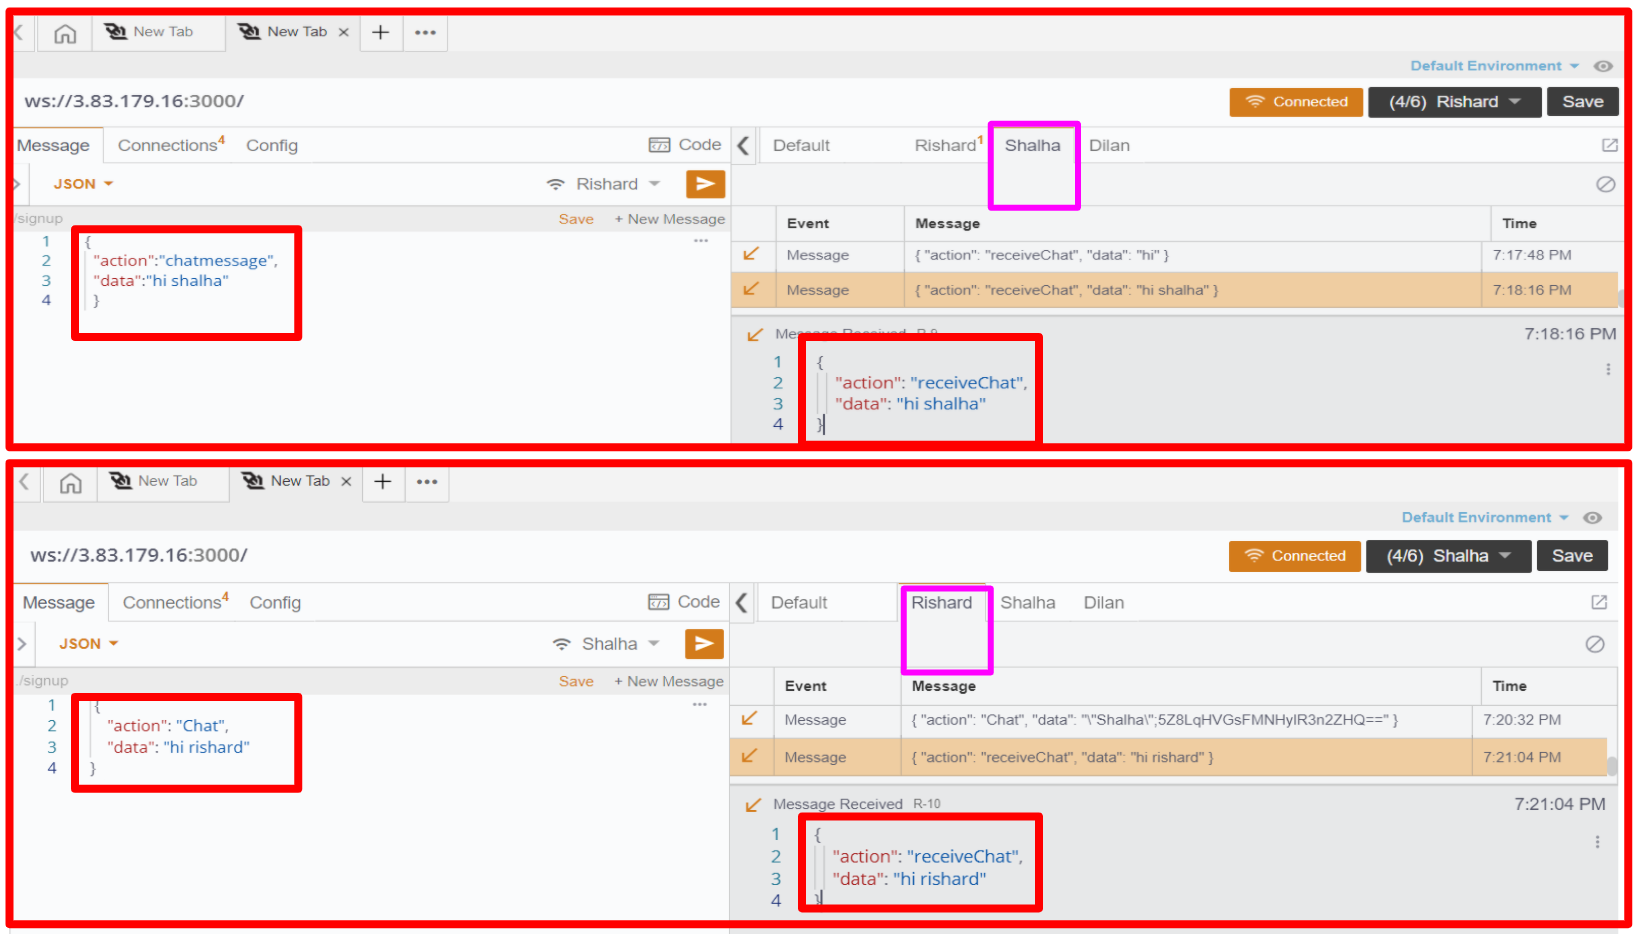 New Tab New Tab × + •••
Default Environment
ws://3.83.179.16:3000/ Connected (4/6) Rishard Save
Message Connections4 Config Code Default Rishard1 Shalha Dilan
JSON Rishard
/signup Save + New Message
Event Message Time
1 {
2 "action":"chatmessage",
3 "data":"hi shalha"
4 }
Message { "action": "receiveChat", "data": "hi" } 7:17:48 PM
Message { "action": "receiveChat", "data": "hi shalha" } 7:18:16 PM
Message Received R-9 7:18:16 PM
1 {
2 "action": "receiveChat",
3 "data": "hi shalha"
4 }
New Tab New Tab × + •••
Default Environment
ws://3.83.179.16:3000/ Connected (4/6) Shalha Save
Message Connections4 Config Code Default Rishard Shalha Dilan
JSON Shalha
./signup Save + New Message
Event Message Time
1 {
2 "action": "Chat",
3 "data": "hi rishard"
4 }
Message { "action": "Chat", "data": "\"Shalha\";5Z8LqHVGsFMNHylR3n2ZHQ==" } 7:20:32 PM
Message { "action": "receiveChat", "data": "hi rishard" } 7:21:04 PM
Message Received R-10 7:21:04 PM
1 {
2 "action": "receiveChat",
3 "data": "hi rishard"
4 }